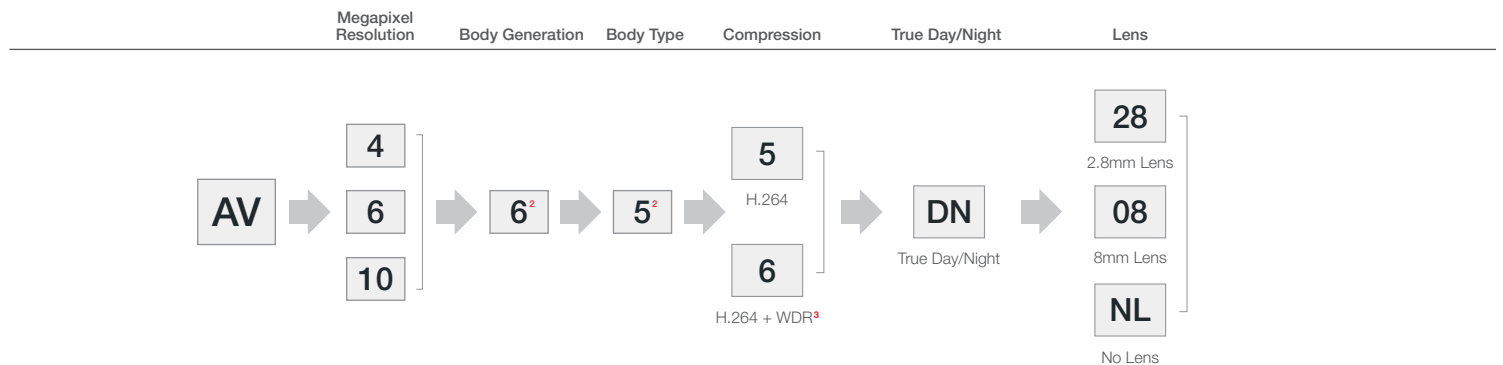 Megapixel
Resolution
Body Generation
Body Type
Compression
True Day/Night
Lens
AV
4
6
10
6²
5²
5
H.264
6
H.264 + WDR³
DN
True Day/Night
28
2.8mm Lens
08
8mm Lens
NL
No Lens